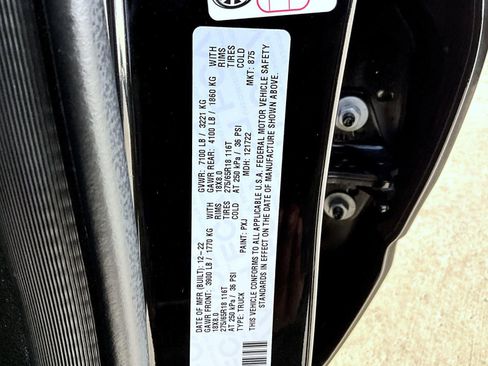 DATE OF MFR (BUILT): 12-22 GVWR: 7100 LB / 3221 KG
GAWR FRONT: 3900 LB / 1770 KG WITH GAWR REAR: 4100 LB / 1860 KG WITH
18X8.0 RIMS 18X8.0 RIMS
275/65R18 116T TIRES 275/65R18 116T TIRES
AT 250 kPa / 36 PSI COLD AT 250 kPa / 36 PSI COLD
TYPE: TRUCK PAINT: PXJ MDH: 121722 MKT: 875
THIS VEHICLE CONFORMS TO ALL APPLICABLE U.S.A. FEDERAL MOTOR VEHICLE SAFETY
STANDARDS IN EFFECT ON THE DATE OF MANUFACTURE SHOWN ABOVE.